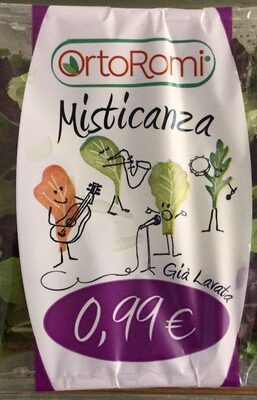 OrtoRomi
Misticanza
Già Lavata
0,99 €